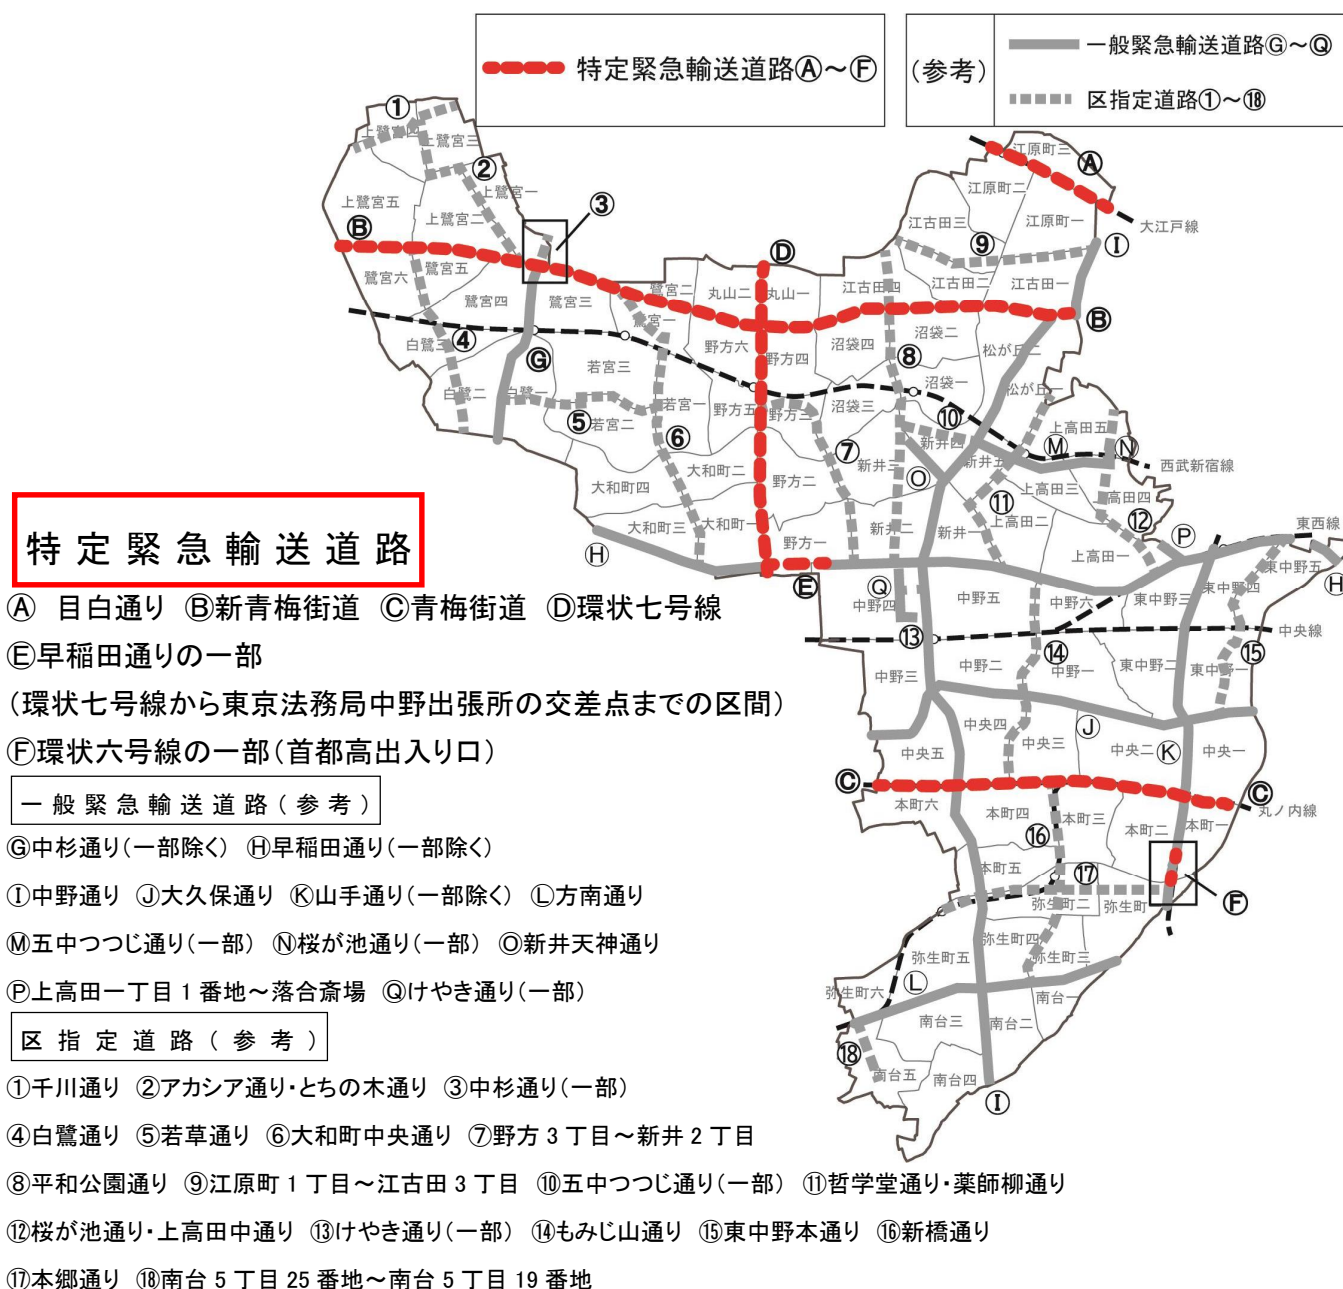 特定緊急輸送道路Ⓐ～Ⓕ
(参考)
一般緊急輸送道路Ⓖ～Ⓠ
区指定道路①～⑱
①
上鷺宮四
上鷺宮三
②
上鷺宮一
上鷺宮五
上鷺宮二
③
Ⓑ
鷺宮六
鷺宮五
鷺宮四
鷺宮三
鷺宮二
鷺宮一
④
白鷺三
白鷺二
白鷺一
Ⓖ
若宮三
若宮一
⑤
若宮二
⑥
大和町四
大和町二
大和町三
大和町一
Ⓗ
Ⓓ
丸山二
丸山一
野方六
野方四
野方五
野方三
野方二
野方一
⑦
Ⓔ
Ⓐ
江原町三
江原町二
江原町一
大江戸線
江古田三
⑨
Ⓘ
江古田四
江古田二
江古田一
Ⓑ
沼袋四
沼袋二
⑧
沼袋一
沼袋三
松が丘二
松が丘一
⑩
新井四
新井五
新井三
Ⓞ
新井二
新井一
⑪
上高田五
Ⓜ
Ⓝ
西武新宿線
上高田三
上高田四
⑫
上高田二
上高田一
Ⓟ
東西線
東中野五
Ⓗ
東中野四
東中野三
Ⓠ
中野四
中野五
中野六
⑬
中央線
中野三
中野二
⑭
中野一
東中野二
東中野一
⑮
中央五
中央四
中央三
Ⓙ
中央二
Ⓚ
中央一
Ⓒ
Ⓒ
丸ノ内線
本町六
本町四
⑯
本町三
本町二
本町一
本町五
⑰
弥生町二
弥生町
Ⓕ
弥生町四
弥生町五
弥生町三
Ⓛ
弥生町六
南台一
南台三
南台二
⑱
南台五
南台四
Ⓘ
特定緊急輸送道路
Ⓐ 目白通り Ⓑ新青梅街道 Ⓒ青梅街道 Ⓓ環状七号線
Ⓔ早稲田通りの一部
(環状七号線から東京法務局中野出張所の交差点までの区間)
Ⓕ環状六号線の一部(首都高出入り口)
一般緊急輸送道路(参考)
Ⓖ中杉通り(一部除く) Ⓗ早稲田通り(一部除く)
Ⓘ中野通り Ⓙ大久保通り Ⓚ山手通り(一部除く) Ⓛ方南通り
Ⓜ五中つつじ通り(一部) Ⓝ桜が池通り(一部) Ⓞ新井天神通り
Ⓟ上高田一丁目1番地～落合斎場 Ⓠけやき通り(一部)
区指定道路(参考)
①千川通り ②アカシア通り・とちの木通り ③中杉通り(一部)
④白鷺通り ⑤若草通り ⑥大和町中央通り ⑦野方3丁目～新井2丁目
⑧平和公園通り ⑨江原町1丁目～江古田3丁目 ⑩五中つつじ通り(一部) ⑪哲学堂通り・薬師柳通り
⑫桜が池通り・上高田中通り ⑬けやき通り(一部) ⑭もみじ山通り ⑮東中野本通り ⑯新橋通り
⑰本郷通り ⑱南台5丁目25番地～南台5丁目19番地